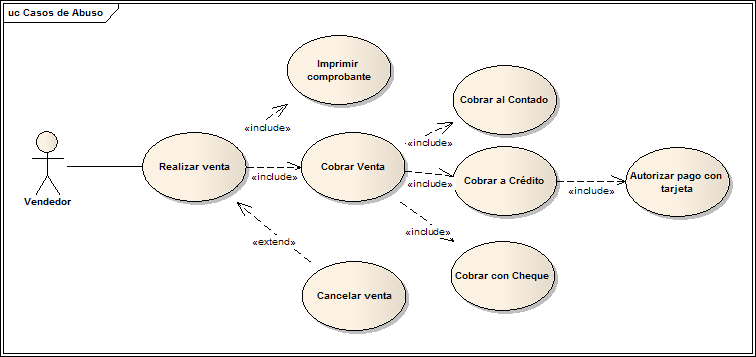 uc Casos de Abuso
Imprimir
comprobante
Cobrar al Contado
«include»
«include»
Realizar venta
Cobrar Venta
Cobrar a Crédito
Autorizar pago con
tarjeta
«include»
«include»
«include»
Vendedor
«include»
«extend»
Cobrar con Cheque
Cancelar venta